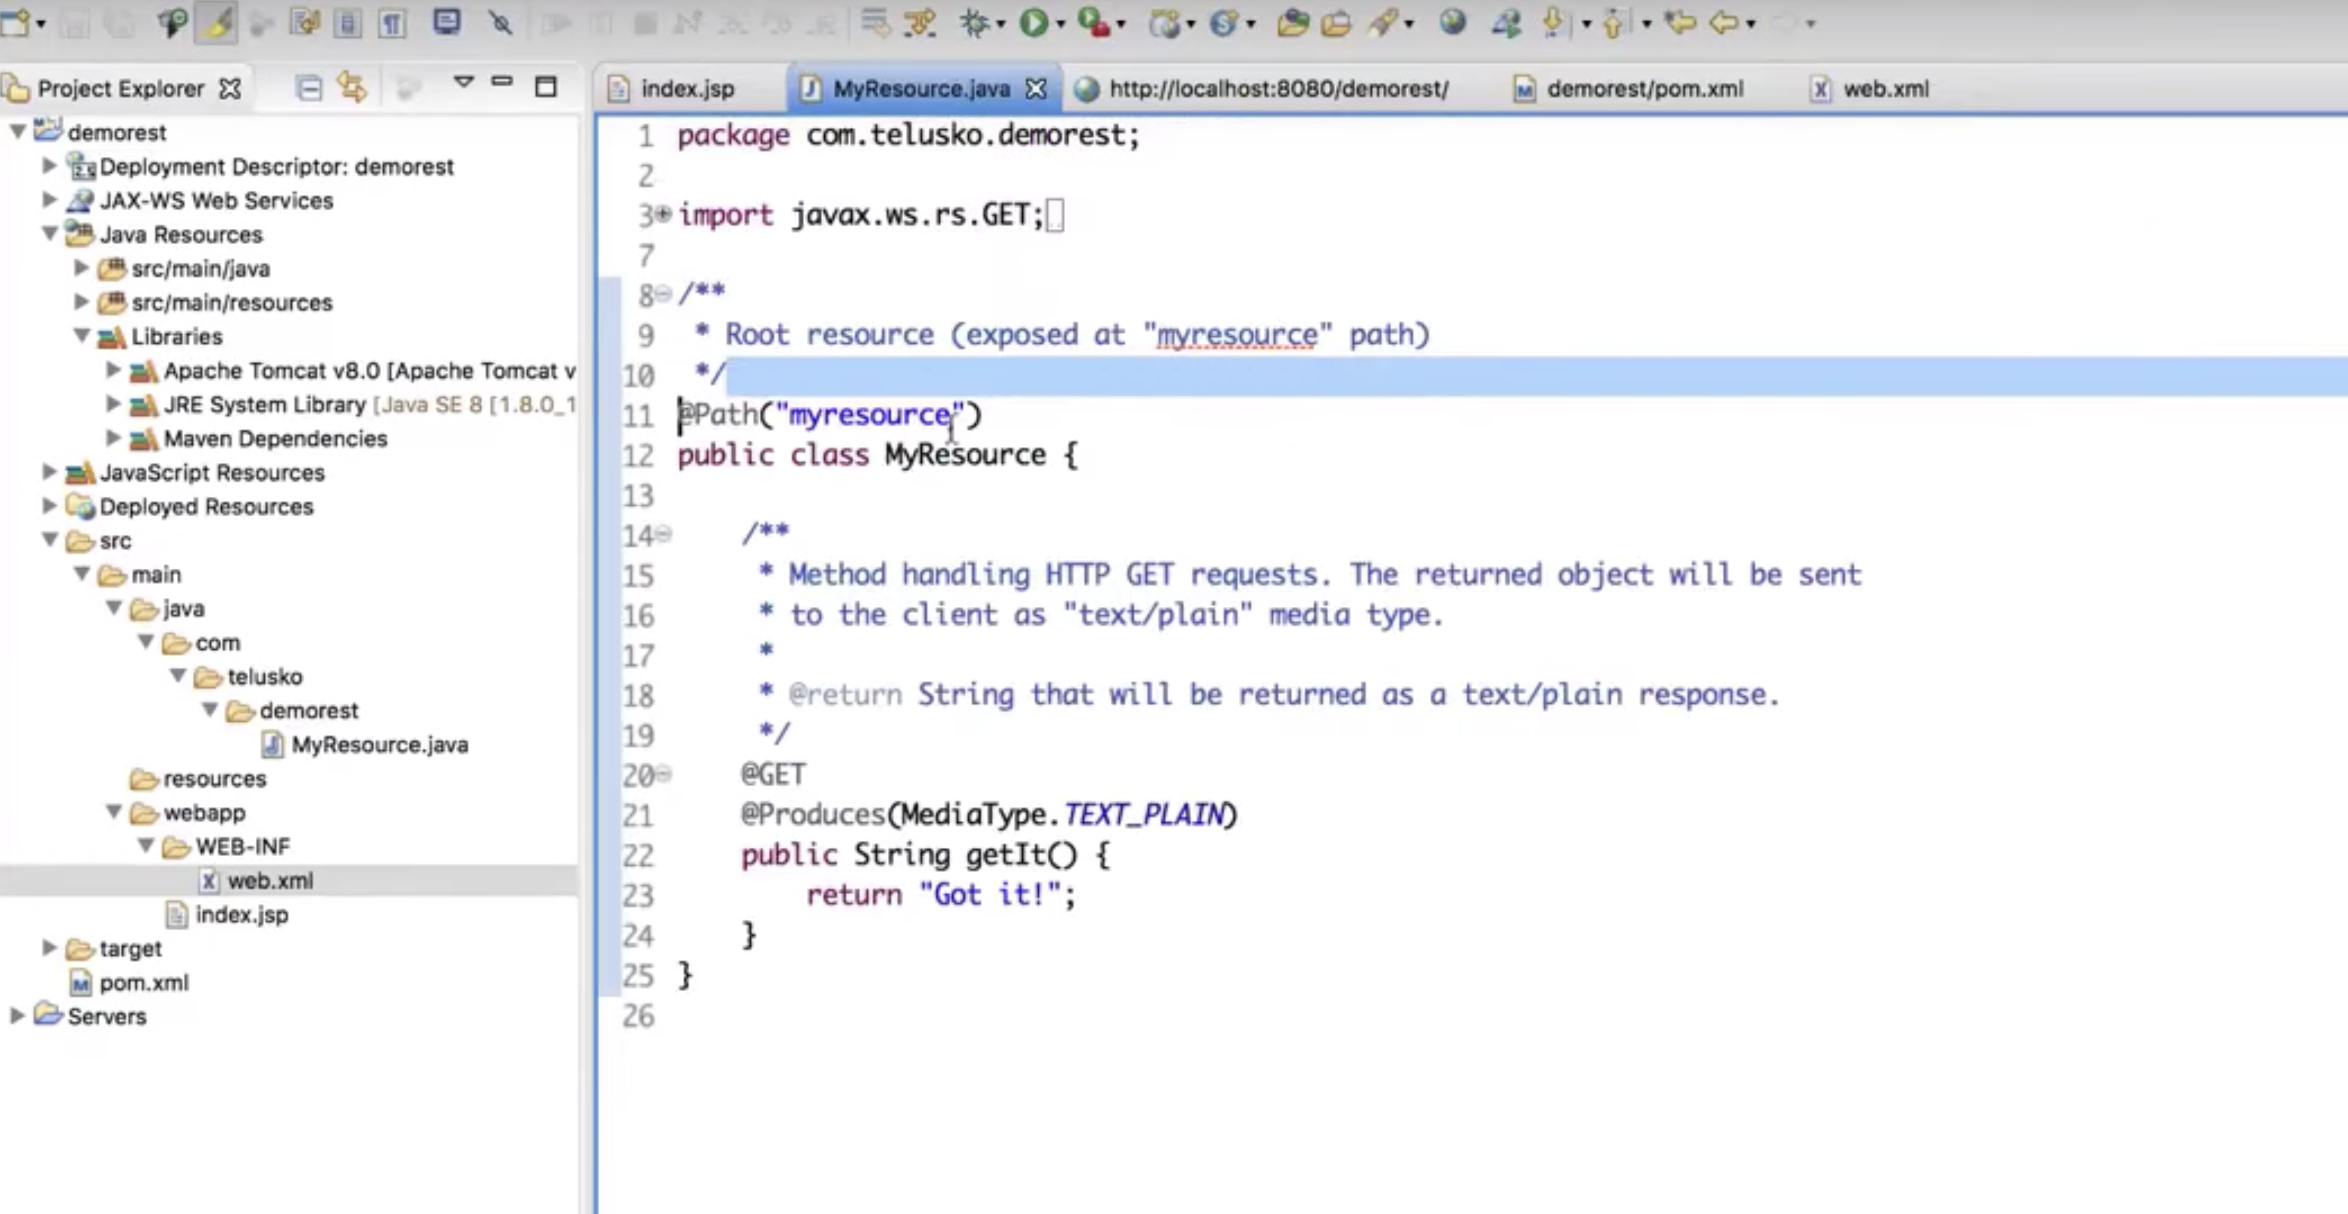 Project Explorer
index.jsp
MyResource.java
http://localhost:8080/demorest/
demorest/pom.xml
web.xml
demorest
Deployment Descriptor: demorest
JAX-WS Web Services
Java Resources
src/main/java
src/main/resources
Libraries
Apache Tomcat v8.0 [Apache Tomcat v
JRE System Library [Java SE 8 [1.8.0_1
Maven Dependencies
JavaScript Resources
Deployed Resources
src
main
java
com
telusko
demorest
MyResource.java
resources
webapp
WEB-INF
web.xml
index.jsp
target
pom.xml
Servers
1 package com.telusko.demorest;
2
3 import javax.ws.rs.GET;
7
8 /**
9 * Root resource (exposed at "myresource" path)
10 */
11 @Path("myresource")
12 public class MyResource {
13
14 /**
15 * Method handling HTTP GET requests. The returned object will be sent
16 * to the client as "text/plain" media type.
17 *
18 * @return String that will be returned as a text/plain response.
19 */
20 @GET
21 @Produces(MediaType.TEXT_PLAIN)
22 public String getIt() {
23 return "Got it!";
24 }
25 }
26